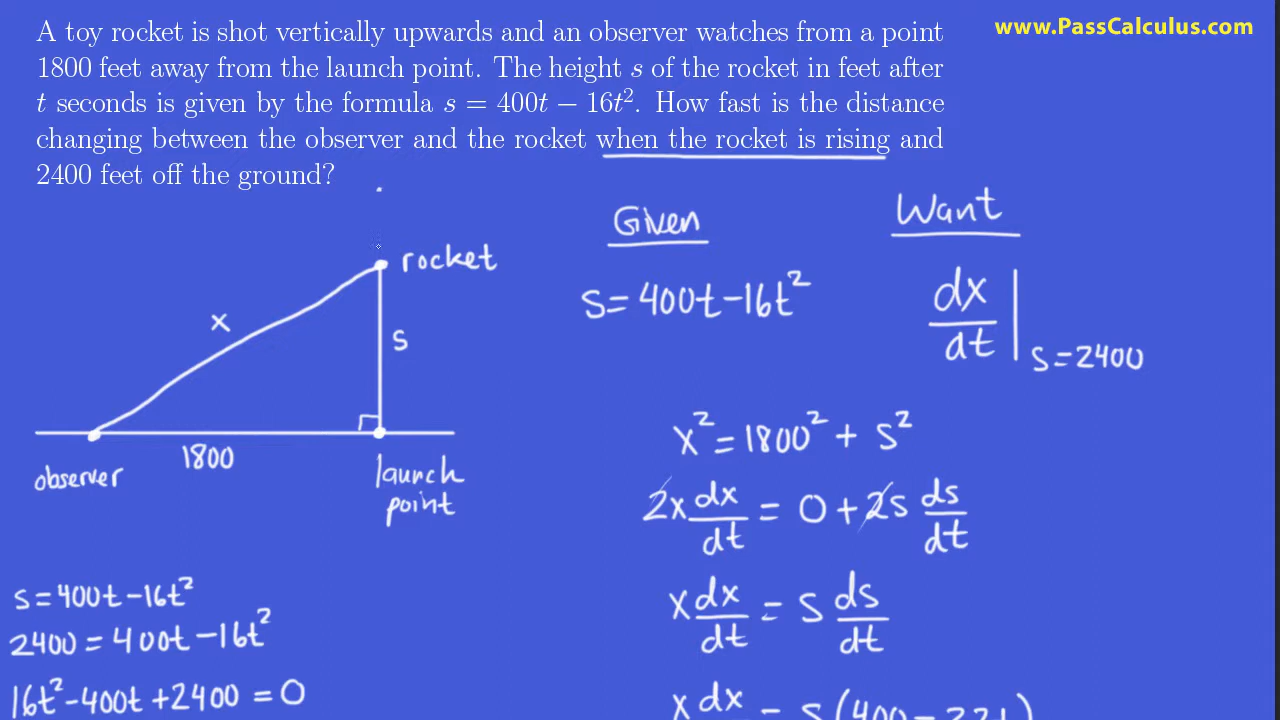 www.PassCalculus.com
A toy rocket is shot vertically upwards and an observer watches from a point
1800 feet away from the launch point. The height s of the rocket in feet after
t seconds is given by the formula s = 400t − 16t². How fast is the distance
changing between the observer and the rocket when the rocket is rising and
2400 feet off the ground?
rocket
x
s
1800
observer
launch
point
s = 400t − 16t²
2400 = 400t − 16t²
16t² − 400t + 2400 = 0
Given
s = 400t − 16t²
Want
dx/dt | s = 2400
x² = 1800² + s²
2x dx/dt = 0 + 2s ds/dt
x dx/dt = s ds/dt
x dx = s(400 − 32t)